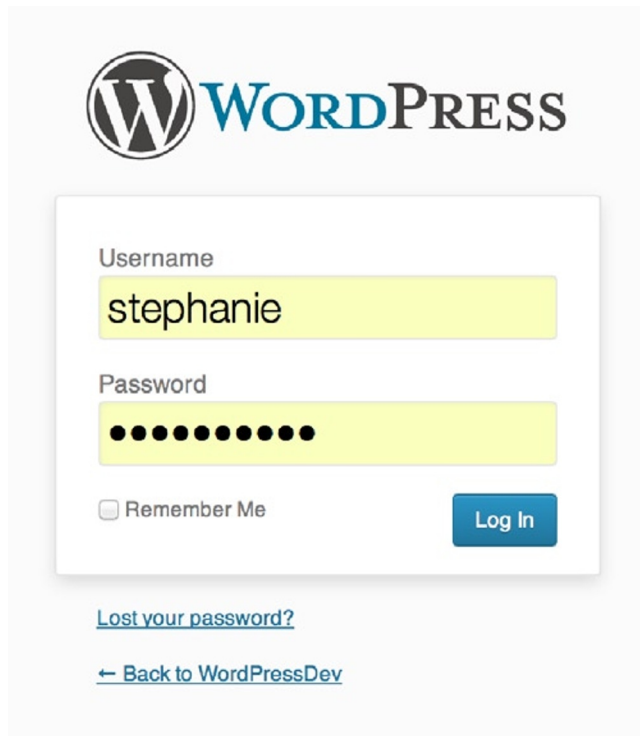 WORDPRESS
Username
stephanie
Password
●●●●●●●●●●
Remember Me
Log In
Lost your password?
← Back to WordPressDev